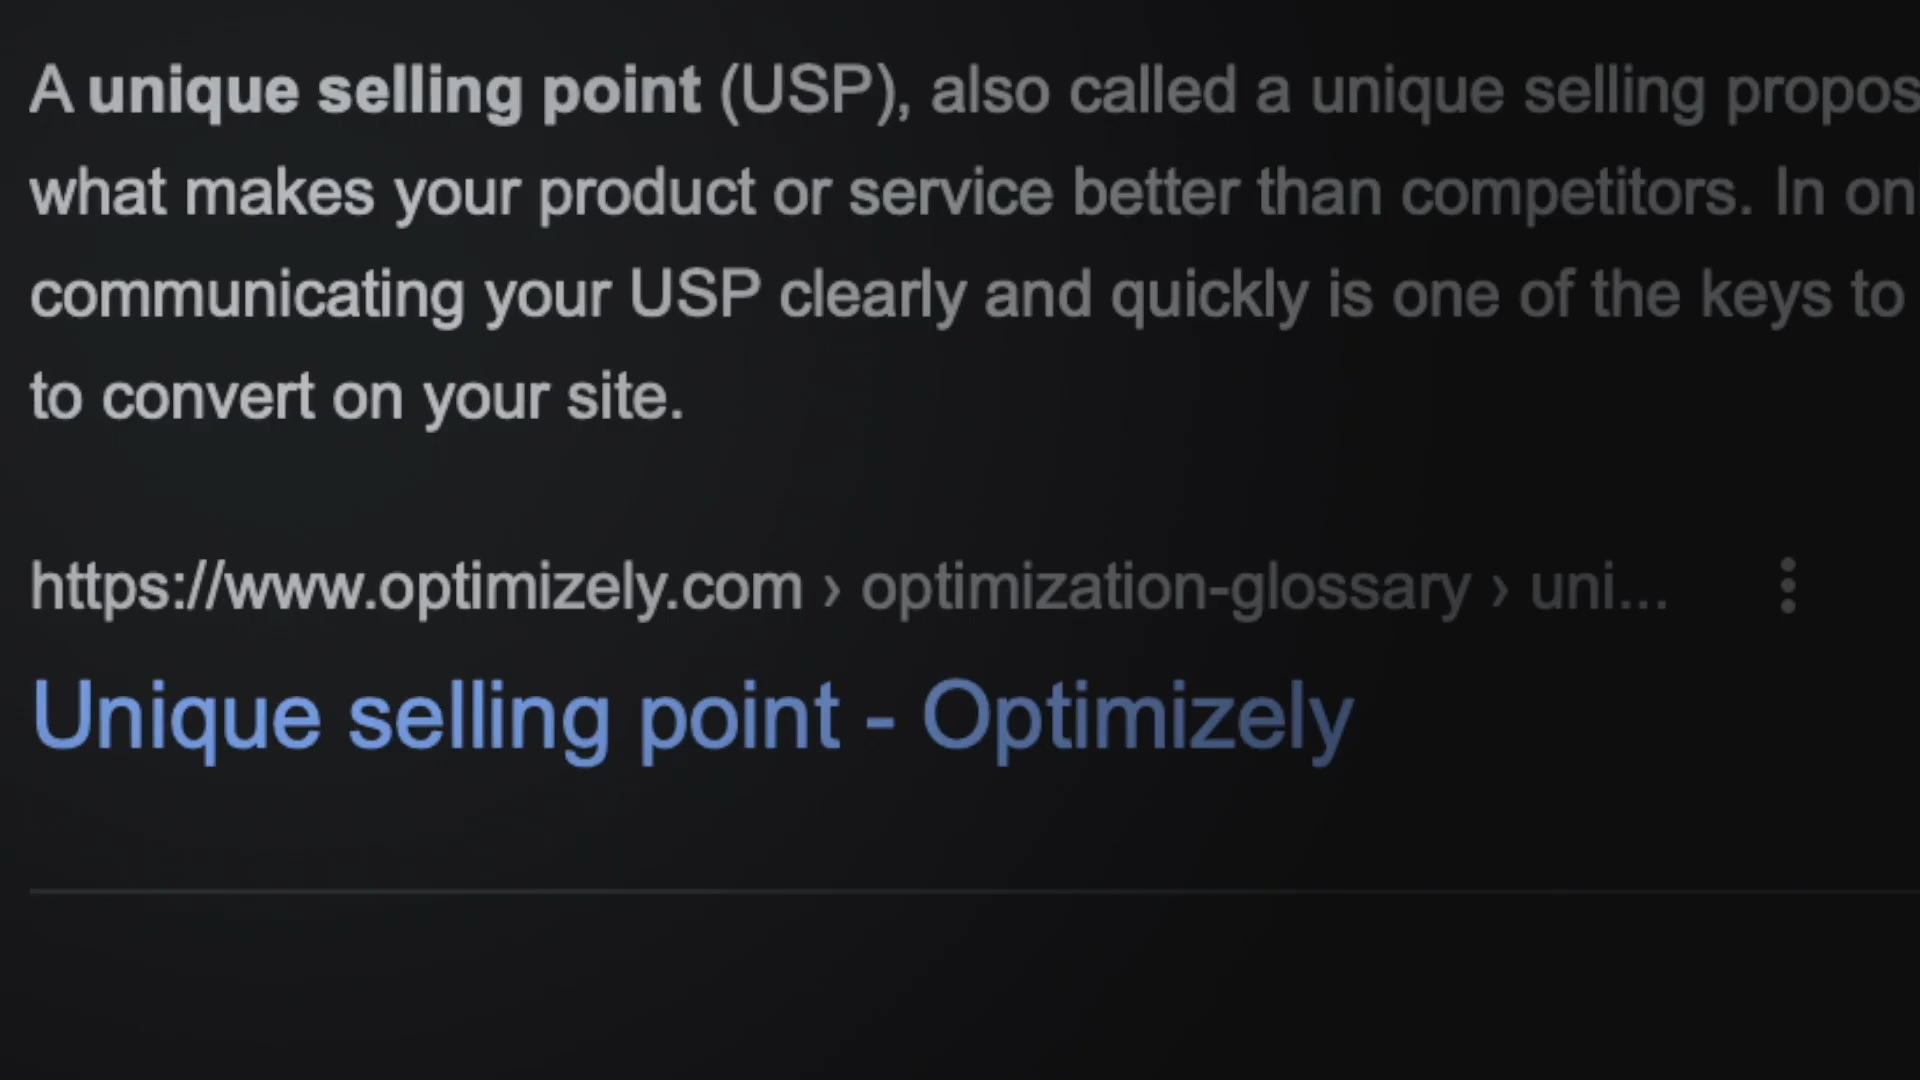 A unique selling point (USP), also called a unique selling propos
what makes your product or service better than competitors. In on
communicating your USP clearly and quickly is one of the keys to
to convert on your site.
https://www.optimizely.com › optimization-glossary › uni...
Unique selling point - Optimizely